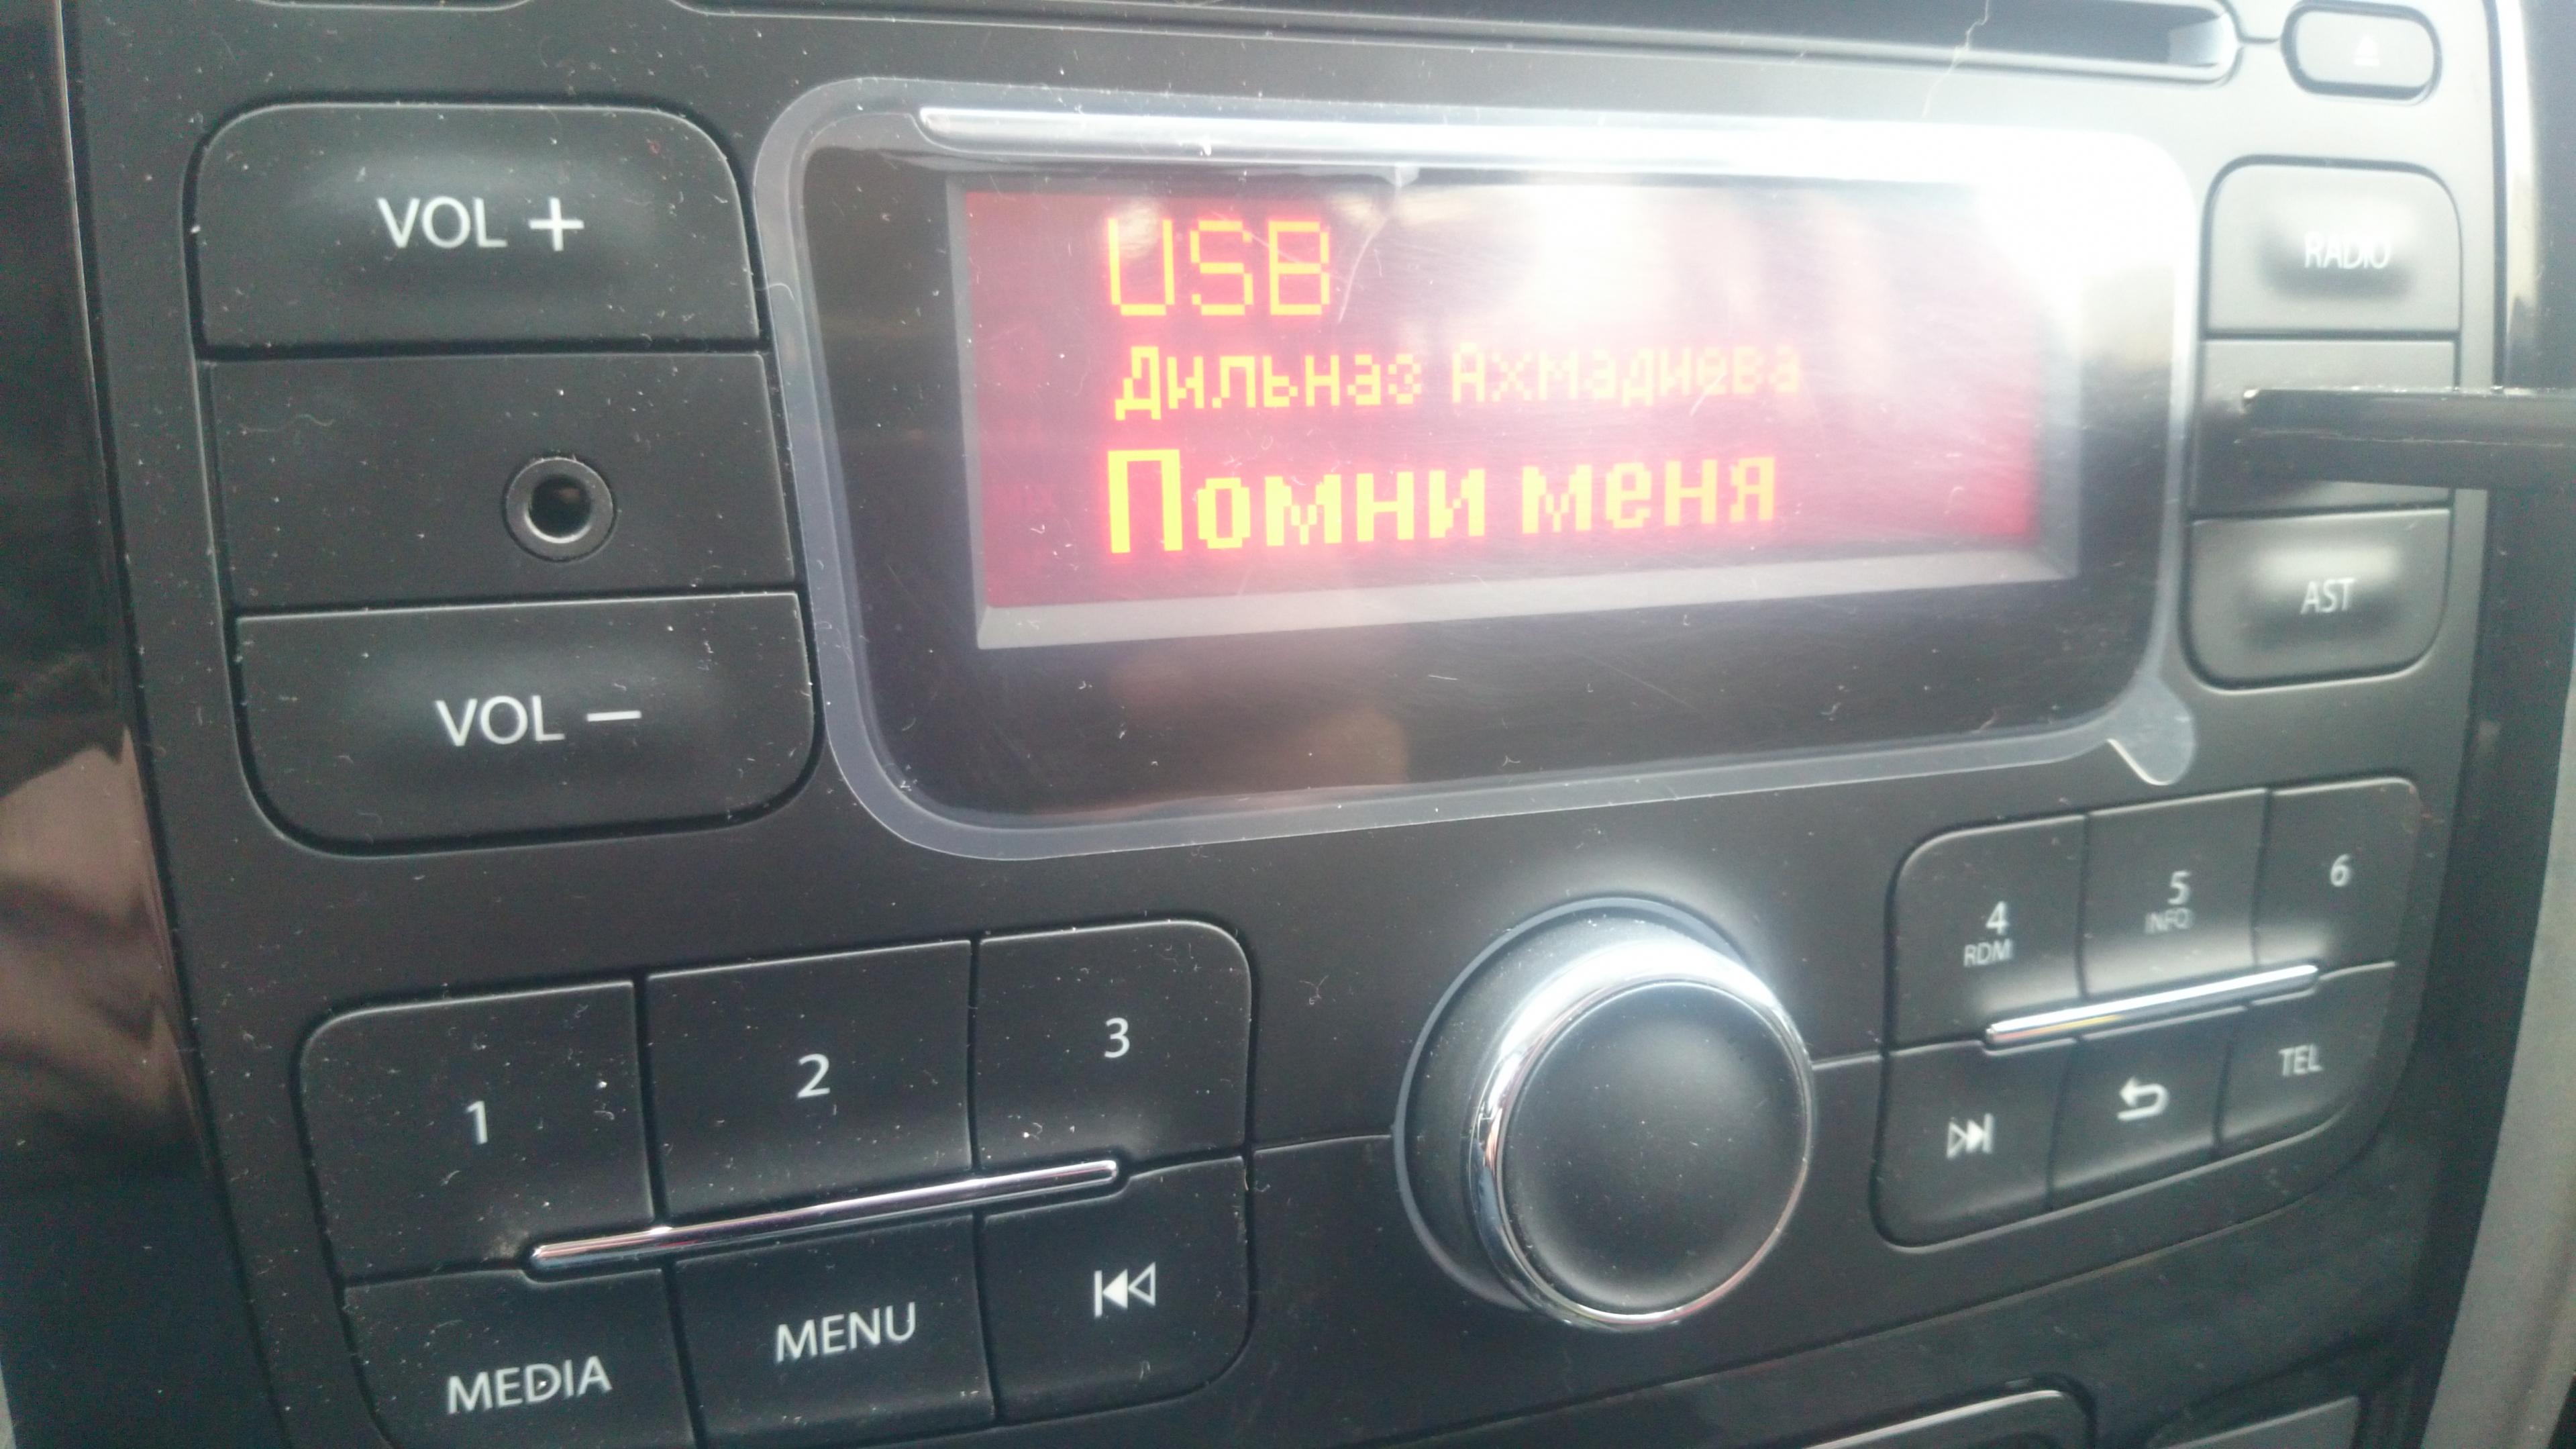 VOL +
VOL −
USB
Дильназ Ахмадиева
Помни меня
RADIO
AST
1
2
3
MEDIA
MENU
4
RDM
5
INFO
6
TEL